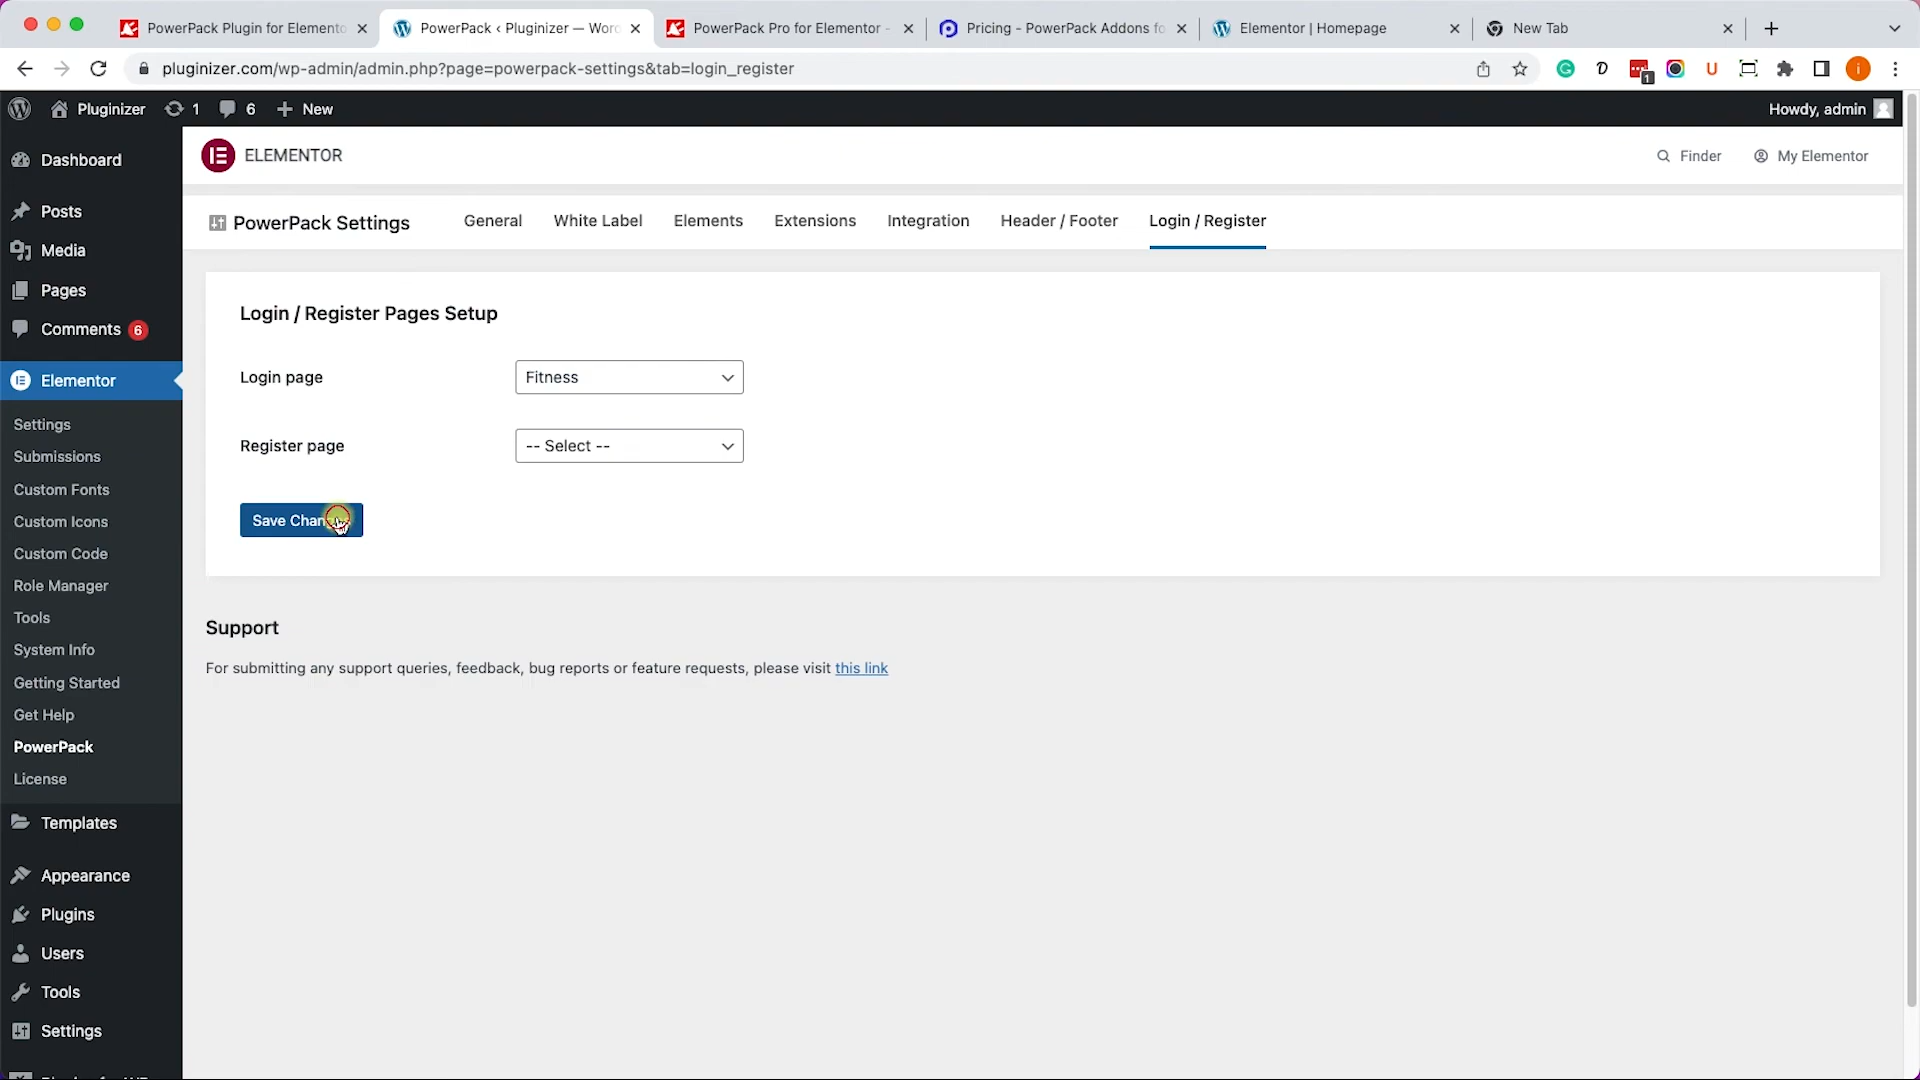 PowerPack Plugin for Elemento
PowerPack ‹ Pluginizer — Word
PowerPack Pro for Elementor -
Pricing - PowerPack Addons fo
Elementor | Homepage
New Tab
pluginizer.com/wp-admin/admin.php?page=powerpack-settings&tab=login_register
1
U
i
Pluginizer
1
6
New
Howdy, admin
ELEMENTOR
Finder
My Elementor
PowerPack Settings
General
White Label
Elements
Extensions
Integration
Header / Footer
Login / Register
Dashboard
Posts
Media
Pages
Comments 6
Elementor
Settings
Submissions
Custom Fonts
Custom Icons
Custom Code
Role Manager
Tools
System Info
Getting Started
Get Help
PowerPack
License
Templates
Appearance
Plugins
Users
Tools
Settings
Login / Register Pages Setup
Login page
Fitness
Register page
-- Select --
Save Chan
Support
For submitting any support queries, feedback, bug reports or feature requests, please visit this link